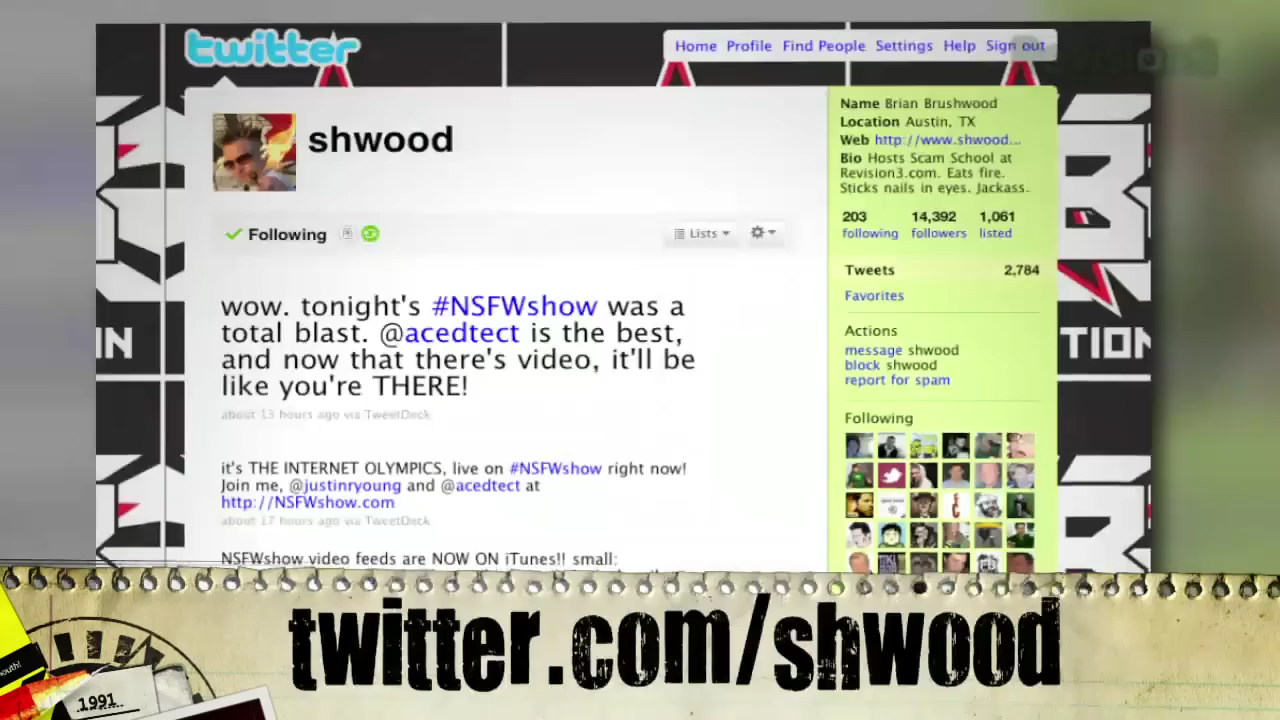 twitter
Home Profile Find People Settings Help Sign out
shwood
Name Brian Brushwood
Location Austin, TX
Web http://www.shwood...
Bio Hosts Scam School at
Revision3.com. Eats fire.
Sticks nails in eyes. Jackass.
203 14,392 1,061
following followers listed
Following
Lists
wow. tonight's #NSFWshow was a
total blast. @acedtect is the best,
and now that there's video, it'll be
like you're THERE!
about 13 hours ago via TweetDeck
it's THE INTERNET OLYMPICS, live on #NSFWshow right now!
Join me, @justinryoung and @acedtect at
http://NSFWshow.com
about 17 hours ago via TweetDeck
NSFWshow video feeds are NOW ON iTunes!! small:
Tweets 2,784
Favorites
Actions
message shwood
block shwood
report for spam
Following
IN
TION
twitter.com/shwood
1991